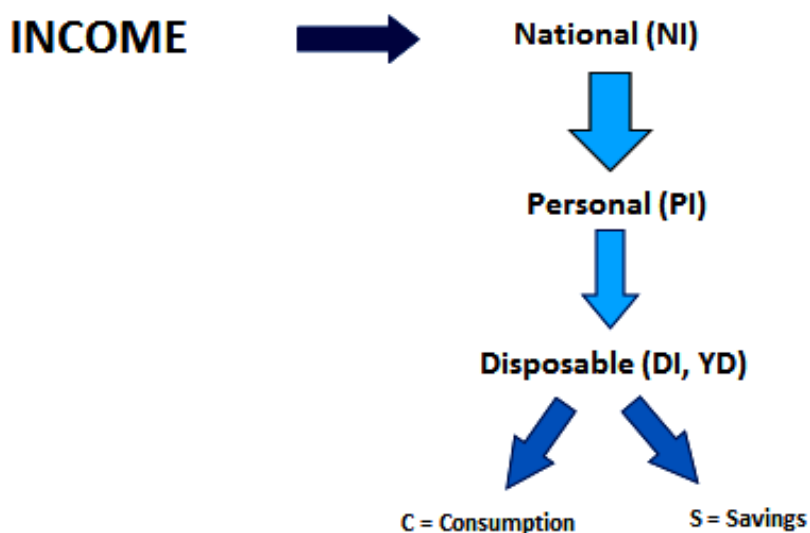 INCOME
National (NI)
Personal (PI)
Disposable (DI, YD)
C = Consumption
S = Savings